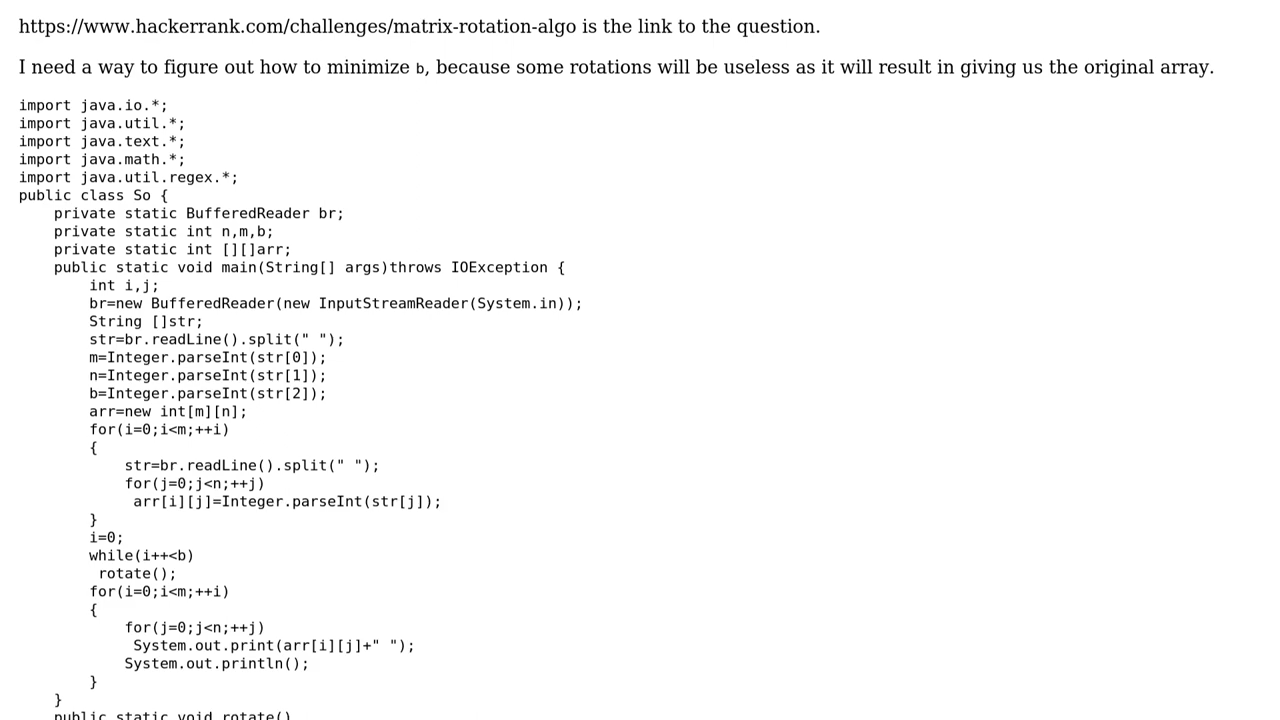 https://www.hackerrank.com/challenges/matrix-rotation-algo is the link to the question.
I need a way to figure out how to minimize b, because some rotations will be useless as it will result in giving us the original array.
import java.io.*;
import java.util.*;
import java.text.*;
import java.math.*;
import java.util.regex.*;
public class So {
    private static BufferedReader br;
    private static int n,m,b;
    private static int [][]arr;
    public static void main(String[] args)throws IOException {
        int i,j;
        br=new BufferedReader(new InputStreamReader(System.in));
        String []str;
        str=br.readLine().split(" ");
        m=Integer.parseInt(str[0]);
        n=Integer.parseInt(str[1]);
        b=Integer.parseInt(str[2]);
        arr=new int[m][n];
        for(i=0;i<m;++i)
        {
            str=br.readLine().split(" ");
            for(j=0;j<n;++j)
             arr[i][j]=Integer.parseInt(str[j]);
        }
        i=0;
        while(i++<b)
         rotate();
        for(i=0;i<m;++i)
        {
            for(j=0;j<n;++j)
             System.out.print(arr[i][j]+" ");
            System.out.println();
        }
    }
    public static void rotate()